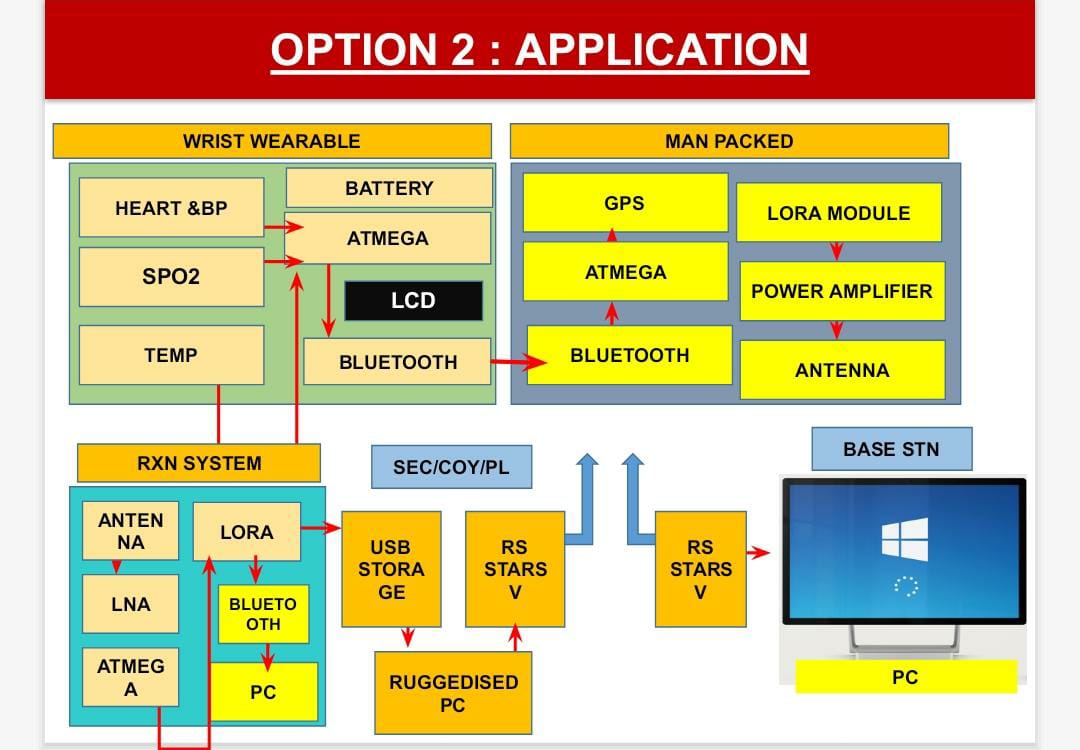 OPTION 2 : APPLICATION
WRIST WEARABLE
HEART &BP
SPO2
TEMP
BATTERY
ATMEGA
LCD
BLUETOOTH
MAN PACKED
GPS
ATMEGA
BLUETOOTH
LORA MODULE
POWER AMPLIFIER
ANTENNA
RXN SYSTEM
ANTEN
NA
LNA
ATMEG
A
LORA
BLUETO
OTH
PC
SEC/COY/PL
USB
STORA
GE
RS
STARS
V
RUGGEDISED
PC
RS
STARS
V
BASE STN
PC